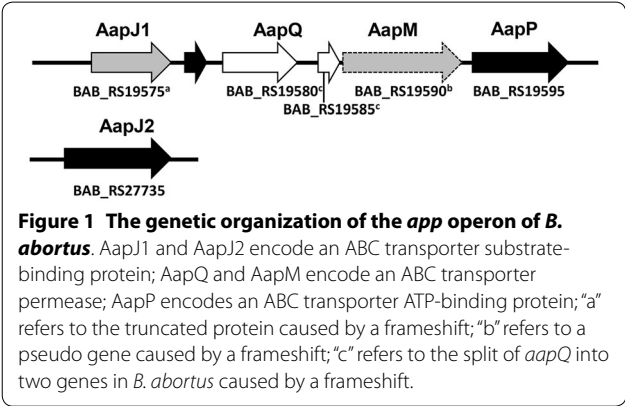 AapJ1 AapQ AapM AapP
BAB_RS19575a BAB_RS19580c BAB_RS19590b BAB_RS19595
BAB_RS19585c
AapJ2
BAB_RS27735
Figure 1 The genetic organization of the app operon of B.
abortus. AapJ1 and AapJ2 encode an ABC transporter substrate-
binding protein; AapQ and AapM encode an ABC transporter
permease; AapP encodes an ABC transporter ATP-binding protein; “a”
refers to the truncated protein caused by a frameshift; “b” refers to a
pseudo gene caused by a frameshift; “c” refers to the split of aapQ into
two genes in B. abortus caused by a frameshift.